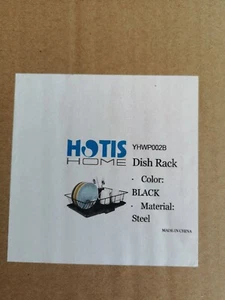 HOTIS
HOME
YHWP002B
Dish Rack
· Color:
BLACK
· Material:
Steel
MADE IN CHINA